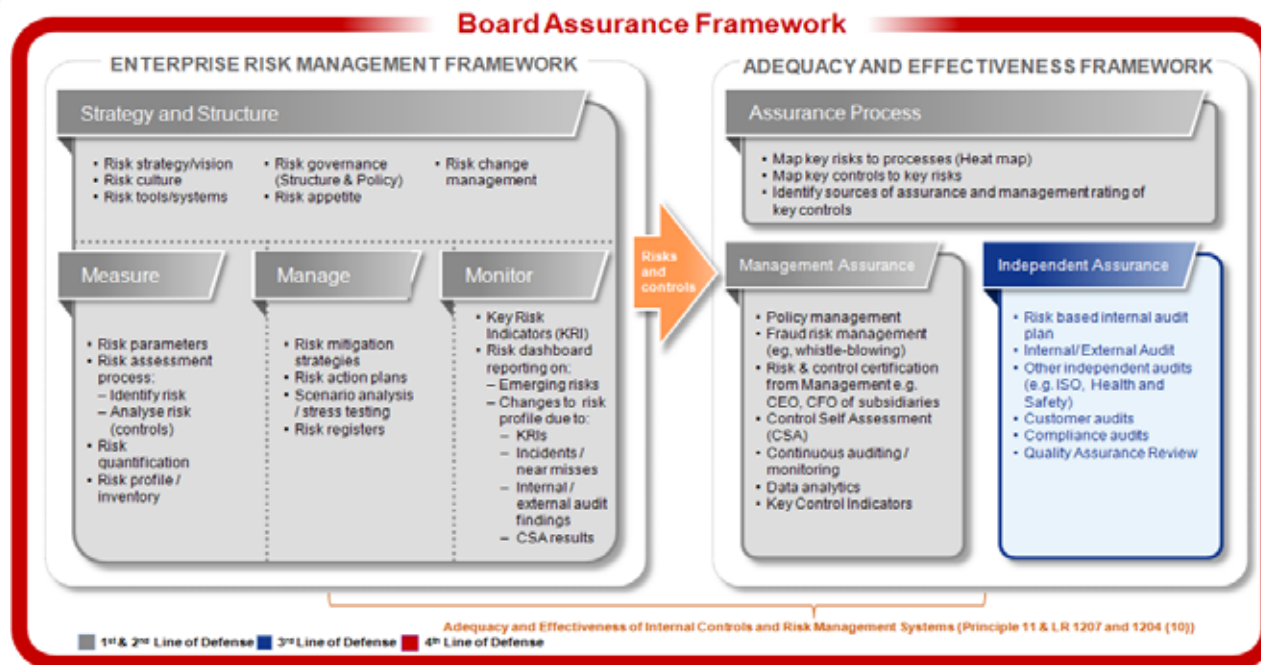 Board Assurance Framework
ENTERPRISE RISK MANAGEMENT FRAMEWORK
Strategy and Structure
• Risk strategy/vision
• Risk culture
• Risk tools/systems
• Risk governance
(Structure & Policy)
• Risk appetite
• Risk change
management
Measure
• Risk parameters
• Risk assessment
process:
– Identify risk
– Analyse risk
(controls)
• Risk
quantification
• Risk profile /
inventory
Manage
• Risk mitigation
strategies
• Risk action plans
• Scenario analysis
/ stress testing
• Risk registers
Monitor
• Key Risk
Indicators (KRI)
• Risk dashboard
reporting on:
– Emerging risks
– Changes to risk
profile due to:
– KRIs
– Incidents /
near misses
– Internal /
external audit
findings
– CSA results
Risks
and
controls
ADEQUACY AND EFFECTIVENESS FRAMEWORK
Assurance Process
• Map key risks to processes (Heat map)
• Map key controls to key risks
• Identify sources of assurance and management rating of
key controls
Management Assurance
• Policy management
• Fraud risk management
(eg, whistle-blowing)
• Risk & control certification
from Management e.g.
CEO, CFO of subsidiaries
• Control Self Assessment
(CSA)
• Continuous auditing /
monitoring
• Data analytics
• Key Control Indicators
Independent Assurance
• Risk based internal audit
plan
• Internal/External Audit
• Other independent audits
(e.g. ISO, Health and
Safety)
• Customer audits
• Compliance audits
• Quality Assurance Review
Adequacy and Effectiveness of Internal Controls and Risk Management Systems (Principle 11 & LR 1207 and 1204 (10))
1st & 2nd Line of Defense 3rd Line of Defense 4th Line of Defense